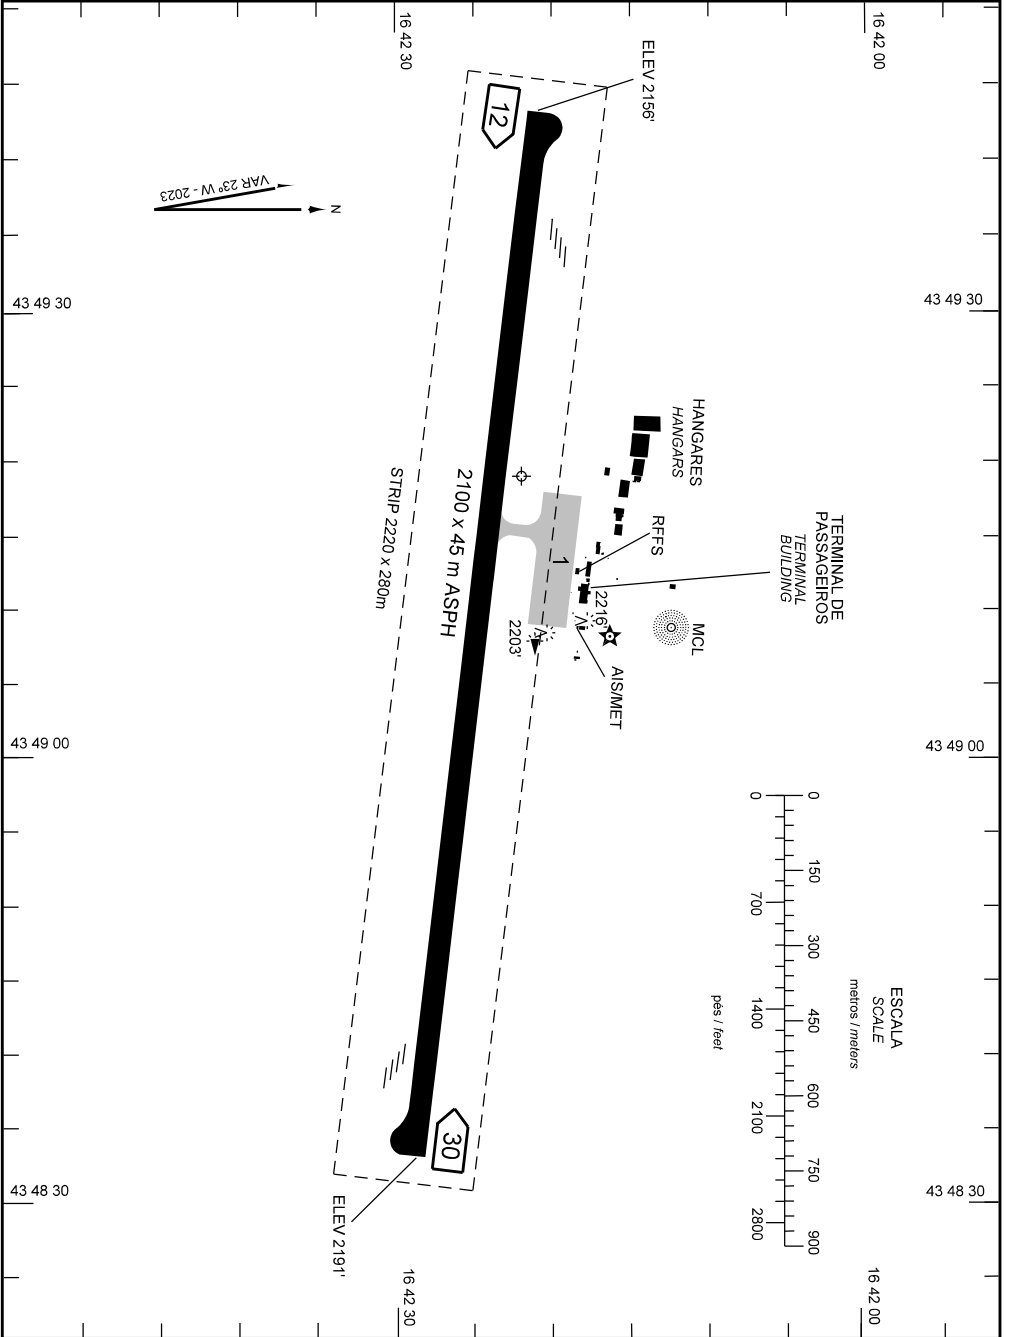 16 42 30
16 42 00
ELEV 2156'
12
VAR 23° W - 2023
N
43 49 30
43 49 30
HANGARES
HANGARS
TERMINAL DE
PASSAGEIROS
TERMINAL
BUILDING
RFFS
1
2216'
MCL
2203'
AIS/MET
2100 x 45 m ASPH
STRIP 2220 x 280m
43 49 00
43 49 00
ESCALA
SCALE
metros / meters
0 150 300 450 600 750 900
0 700 1400 2100 2800
pés / feet
30
ELEV 2191'
43 48 30
43 48 30
16 42 30
16 42 00